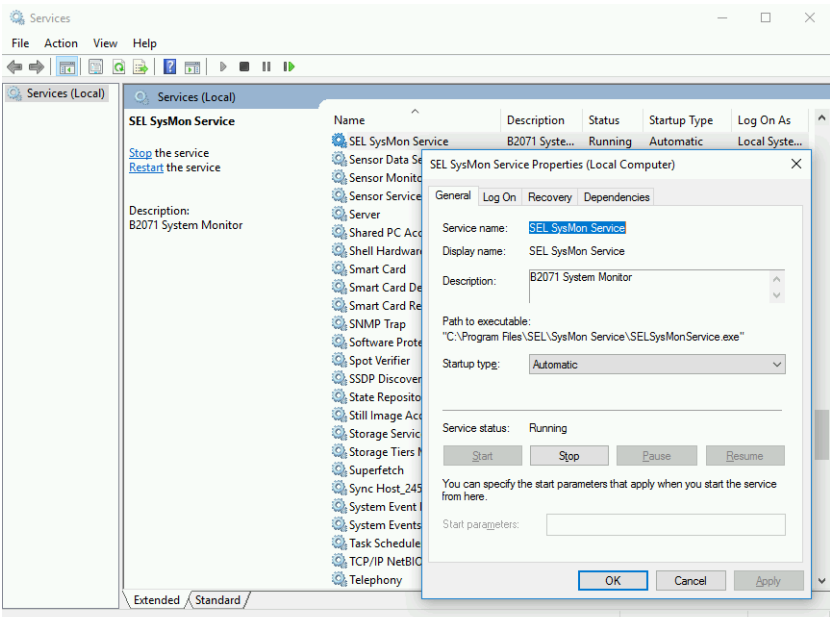 Services
File Action View Help
Services (Local)
Services (Local)
SEL SysMon Service
Stop the service
Restart the service
Description:
B2071 System Monitor
Name Description Status Startup Type Log On As
SEL SysMon Service B2071 Syste... Running Automatic Local Syste...
Sensor Data Se
Sensor Monito
Sensor Service
Server
Shared PC Acc
Shell Hardware
Smart Card
Smart Card De
Smart Card Re
SNMP Trap
Software Prote
Spot Verifier
SSDP Discover
State Reposito
Still Image Acc
Storage Servic
Storage Tiers M
Superfetch
Sync Host_245
System Event
System Events
Task Schedule
TCP/IP NetBIO
Telephony
SEL SysMon Service Properties (Local Computer)
General Log On Recovery Dependencies
Service name: SEL SysMon Service
Display name: SEL SysMon Service
Description: B2071 System Monitor
Path to executable:
"C:\Program Files\SEL\SysMon Service\SELSysMonService.exe"
Startup type: Automatic
Service status: Running
Start Stop Pause Resume
You can specify the start parameters that apply when you start the service
from here.
Start parameters:
OK Cancel Apply
Extended Standard